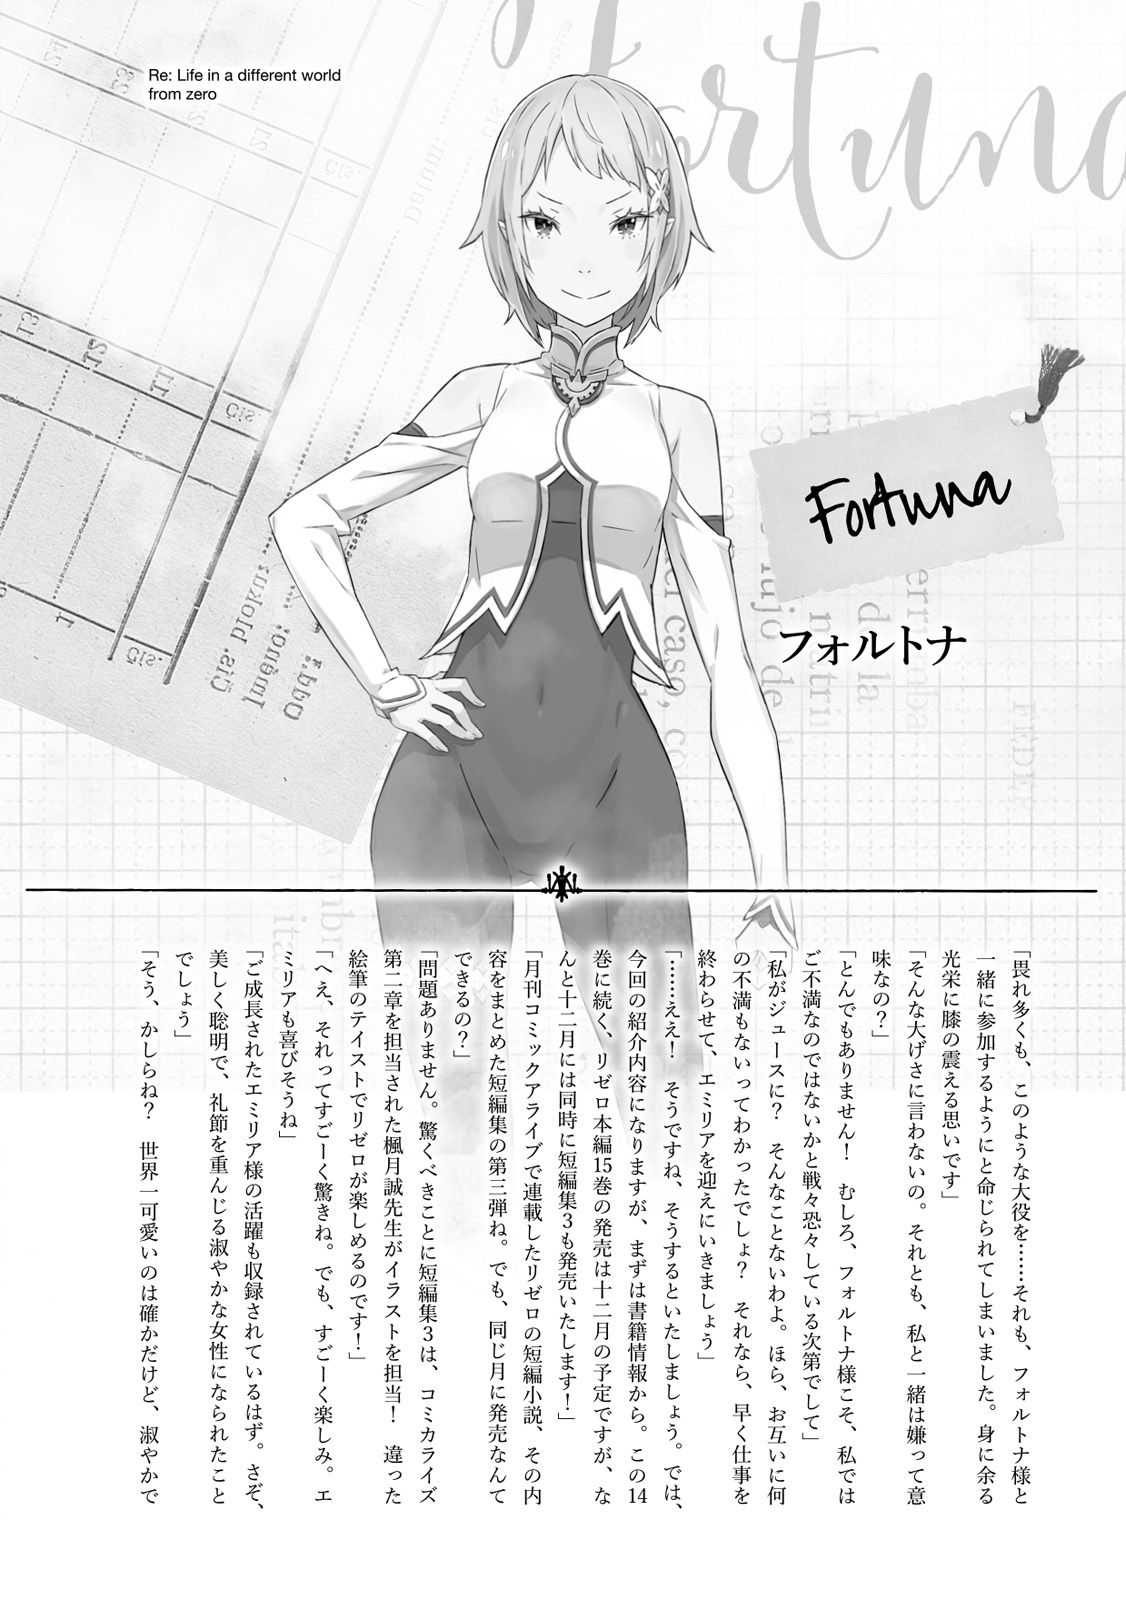 Re: Life in a different world
from zero
Fortuna
Fortuna
フォルトナ
「畏れ多くも、このような大役を……それも、フォルトナ様と
一緒に参加するようにと命じられてしまいました。身に余る
光栄に膝の震える思いです」
「そんな大げさに言わないの。それとも、私と一緒は嫌って意
味なの？」
「とんでもありません！　むしろ、フォルトナ様こそ、私では
ご不満なのではないかと戦々恐々している次第でして」
「私がジュースに？　そんなことないわよ。ほら、お互いに何
の不満もないってわかったでしょ？　それなら、早く仕事を
終わらせて、エミリアを迎えにいきましょう」
「……ええ！　そうですね、そうするといたしましょう。では、
今回の紹介内容になりますが、まずは書籍情報から。この14
巻に続く、リゼロ本編15巻の発売は十二月の予定ですが、な
んと十二月には同時に短編集3も発売いたします！」
「月刊コミックアライブで連載したリゼロの短編小説、その内
容をまとめた短編集の第三弾ね。でも、同じ月に発売なんて
できるの？」
「問題ありません。驚くべきことに短編集3は、コミカライズ
第二章を担当された楓月誠先生がイラストを担当！　違った
絵筆のテイストでリゼロが楽しめるのです！」
「へえ、それってすごーく驚きね。でも、すごーく楽しみ。エ
ミリアも喜びそうね」
「ご成長されたエミリア様の活躍も収録されているはず。さぞ、
美しく聡明で、礼節を重んじる淑やかな女性になられたこと
でしょう」
「そう、かしらね？　世界一可愛いのは確かだけど、淑やかで